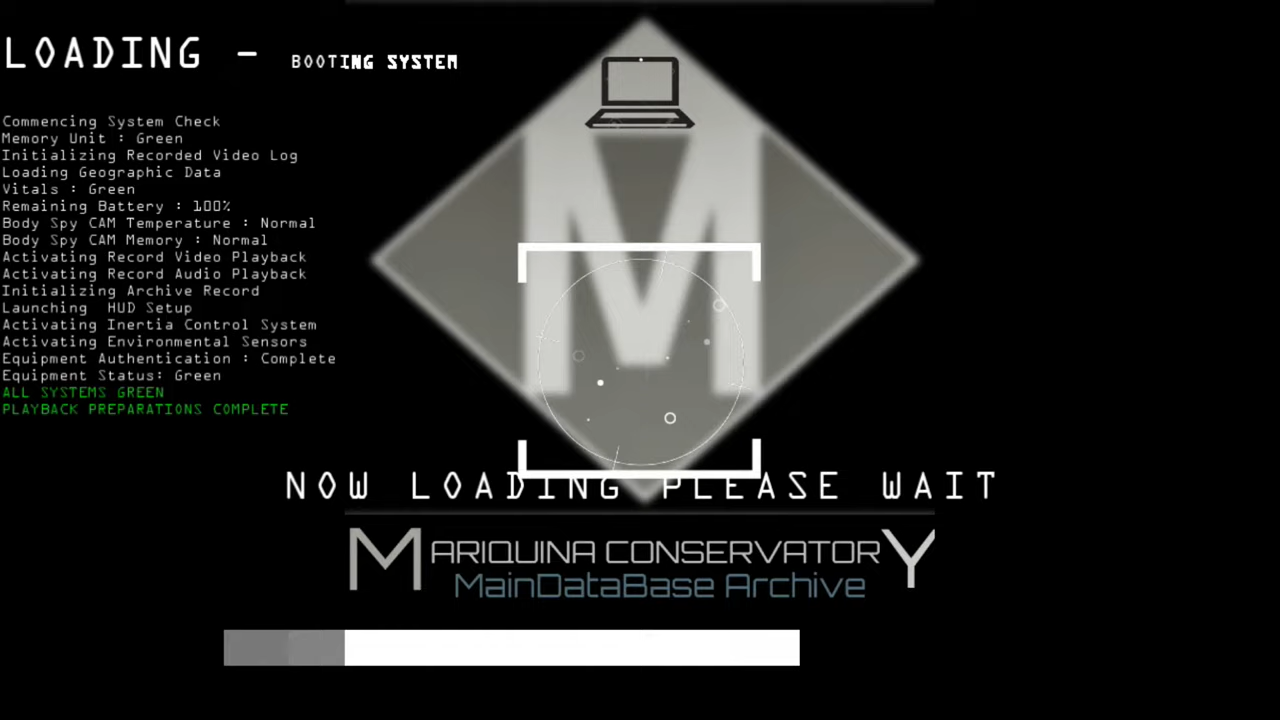 LOADING - BOOTING SYSTEM
Commencing System Check
Memory Unit : Green
Initializing Recorded Video Log
Loading Geographic Data
Vitals : Green
Remaining Battery : 100%
Body Spy CAM Temperature : Normal
Body Spy CAM Memory : Normal
Activating Record Video Playback
Activating Record Audio Playback
Initializing Archive Record
Launching  HUD Setup
Activating Inertia Control System
Activating Environmental Sensors
Equipment Authentication : Complete
Equipment Status: Green
ALL SYSTEMS GREEN
PLAYBACK PREPARATIONS COMPLETE
M
NOW LOADING PLEASE WAIT
MARIQUINA CONSERVATORY
MainDataBase Archive